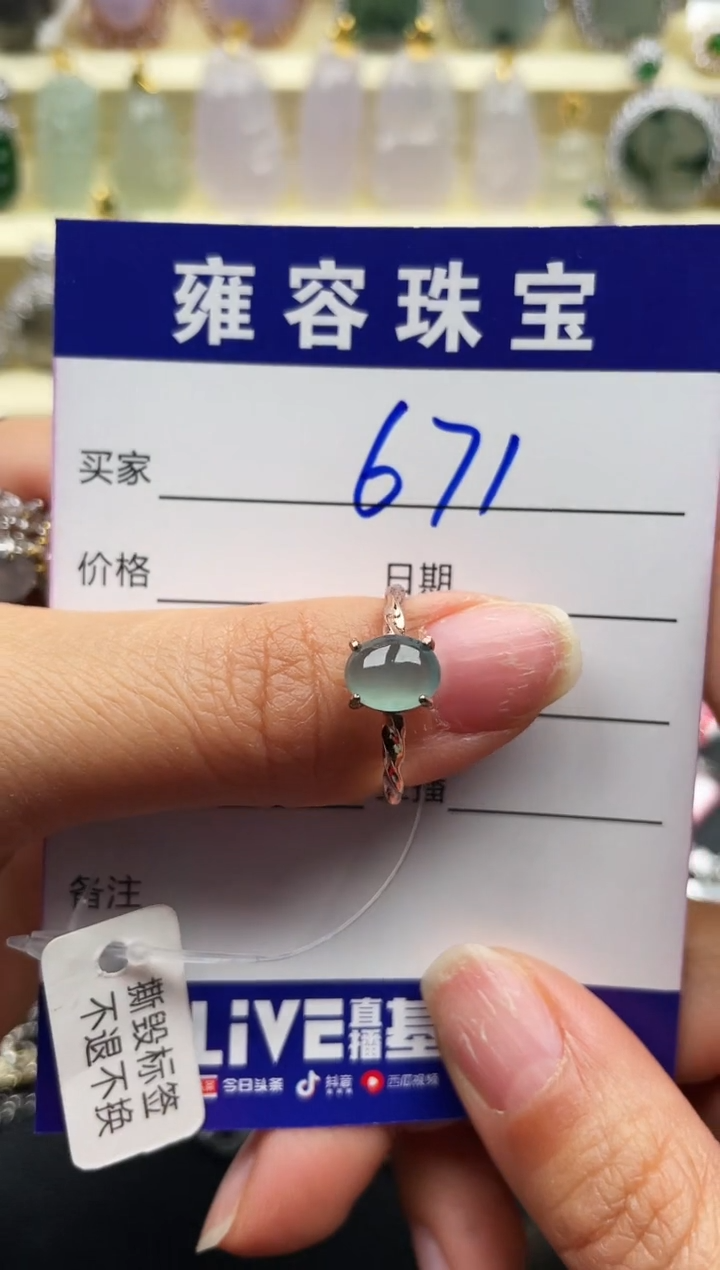 雍容珠宝
买家 671
价格 日期
播
备注
LiVE直播基
今日头条 抖音 西瓜视频
撕毁标签
不退不换